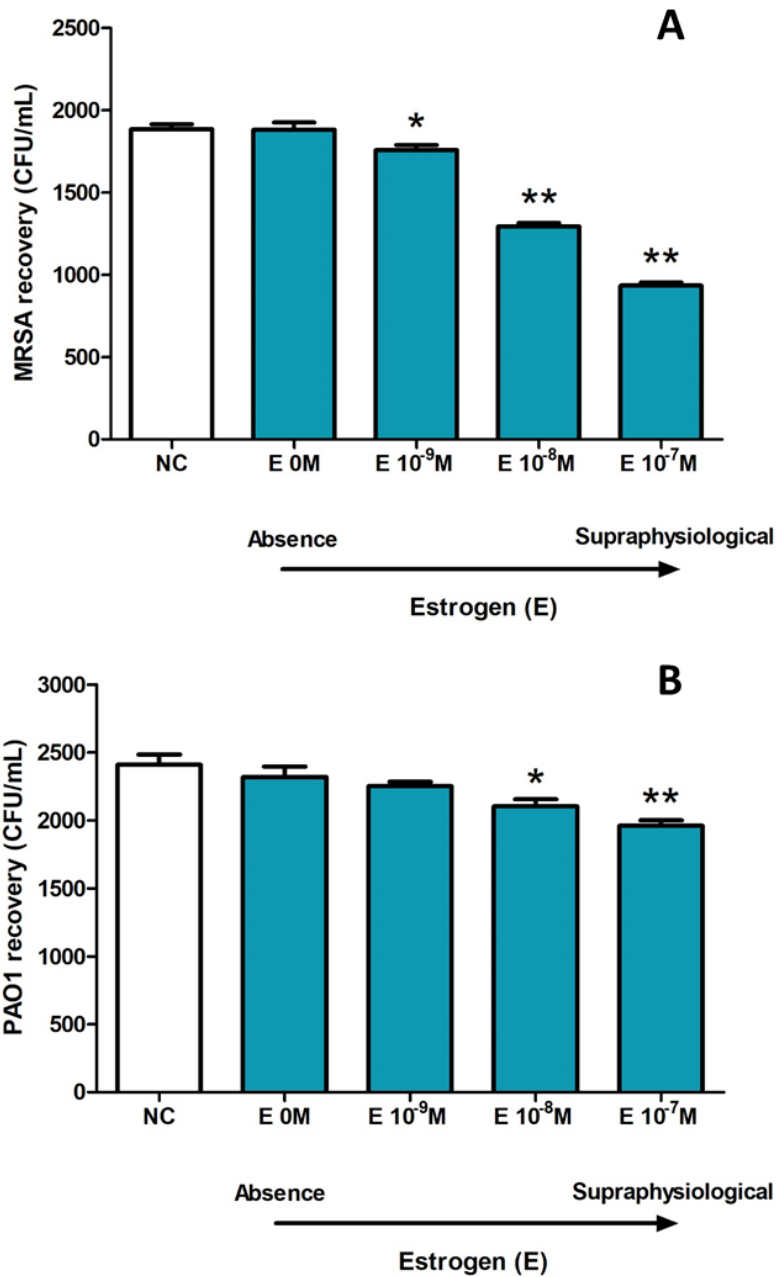 A
MRSA recovery (CFU/mL)
2500
2000
1500
1000
500
0
*
**
**
NC E 0M E 10⁻⁹M E 10⁻⁸M E 10⁻⁷M
Absence Supraphysiological
Estrogen (E)
B
PAO1 recovery (CFU/mL)
3000
2500
2000
1500
1000
500
0
*
**
NC E 0M E 10⁻⁹M E 10⁻⁸M E 10⁻⁷M
Absence Supraphysiological
Estrogen (E)